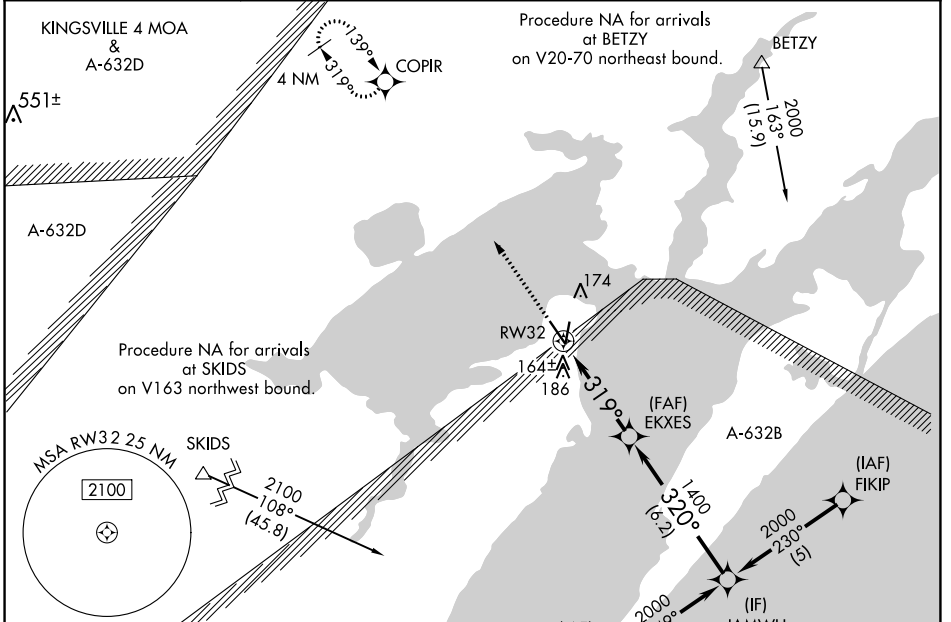 KINGSVILLE 4 MOA
&
A-632D
551±
A-632D
139°
319°
4 NM
COPIR
Procedure NA for arrivals
at BETZY
on V20-70 northeast bound.
BETZY
2000
163°
(15.9)
174
RW32
164±
186
319°
(FAF)
EKXES
A-632B
Procedure NA for arrivals
at SKIDS
on V163 northwest bound.
MSA RW32 25 NM
2100
SKIDS
2100
108°
(45.8)
1400
320°
(6.2)
(IAF)
FIKIP
2000
230°
(5)
2000
(IF)